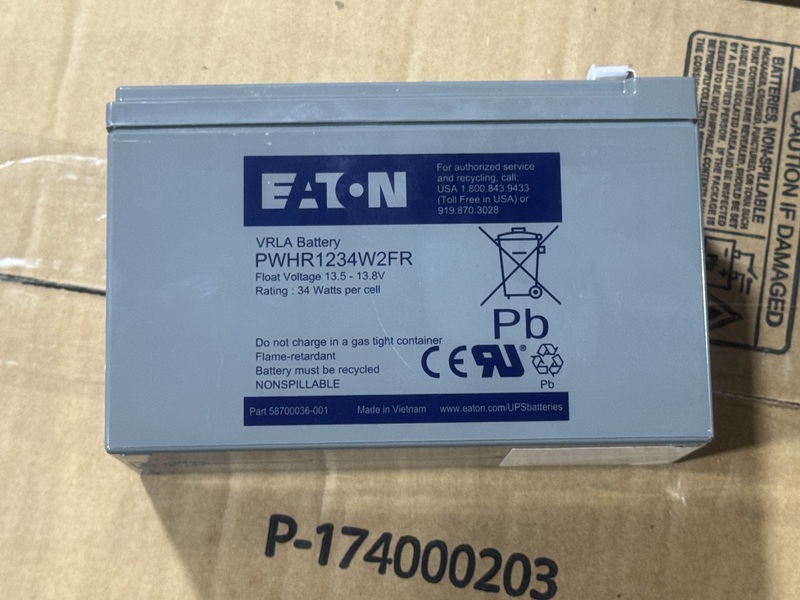 EATON
For authorized service
and recycling, call:
USA 1.800.843.9433
(Toll Free in USA) or
919.870.3028
VRLA Battery
PWHR1234W2FR
Float Voltage 13.5 - 13.8V
Rating : 34 Watts per cell
Pb
Do not charge in a gas tight container
Flame-retardant
Battery must be recycled
NONSPILLABLE
CE RU ®
Pb
Part 58700036-001 Made in Vietnam www.eaton.com/UPSbatteries
P-174000203
CAUTION IF DAMAGED
BATTERIES, NON-SPILLABLE